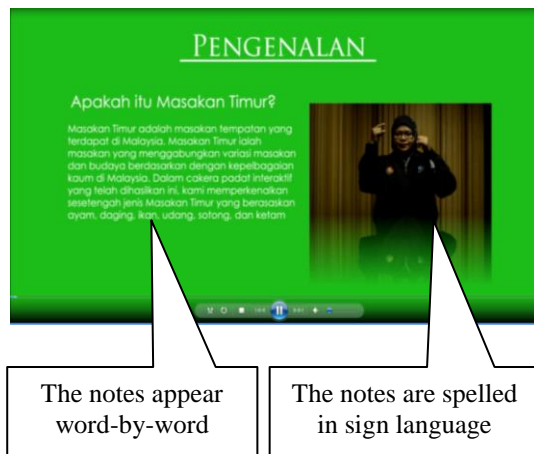 PENGENALAN
Apakah itu Masakan Timur?
Masakan Timur adalah masakan tempatan yang
terdapat di Malaysia. Masakan Timur ialah
masakan yang menggabungkan variasi masakan
dan budaya berdasarkan dengan kepelbagaian
kaum di Malaysia. Dalam cakera padat interaktif
yang telah dihasilkan ini, kami memperkenalkan
sesetengah jenis Masakan Timur yang berasaskan
ayam, daging, ikan, udang, sotong, dan ketam
The notes appear
word-by-word
The notes are spelled
in sign language